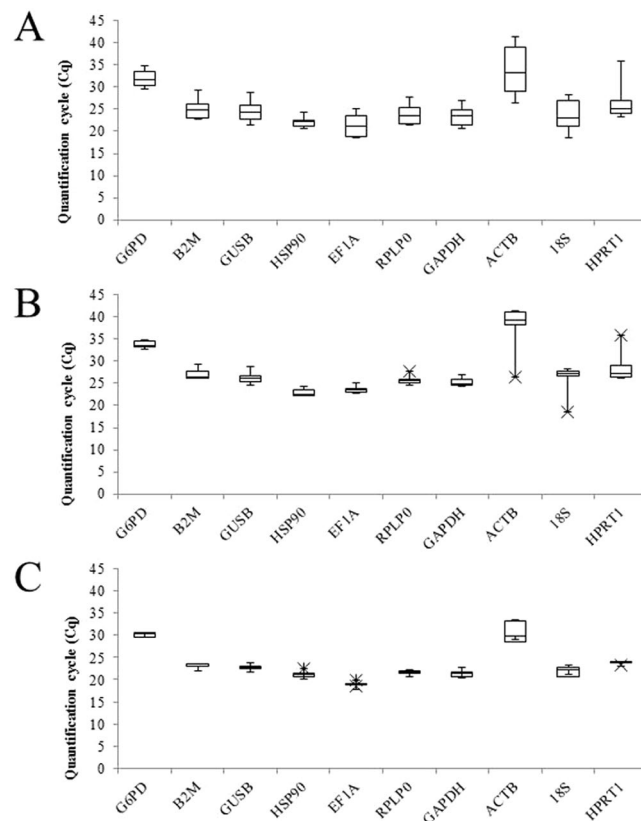 A
Quantification cycle (Cq)
45
40
35
30
25
20
15
10
5
0
G6PD
B2M
GUSB
HSP90
EF1A
RPLP0
GAPDH
ACTB
18S
HPRT1
B
Quantification cycle (Cq)
45
40
35
30
25
20
15
10
5
0
G6PD
B2M
GUSB
HSP90
EF1A
RPLP0
GAPDH
ACTB
18S
HPRT1
C
Quantification cycle (Cq)
45
40
35
30
25
20
15
10
5
0
G6PD
B2M
GUSB
HSP90
EF1A
RPLP0
GAPDH
ACTB
18S
HPRT1